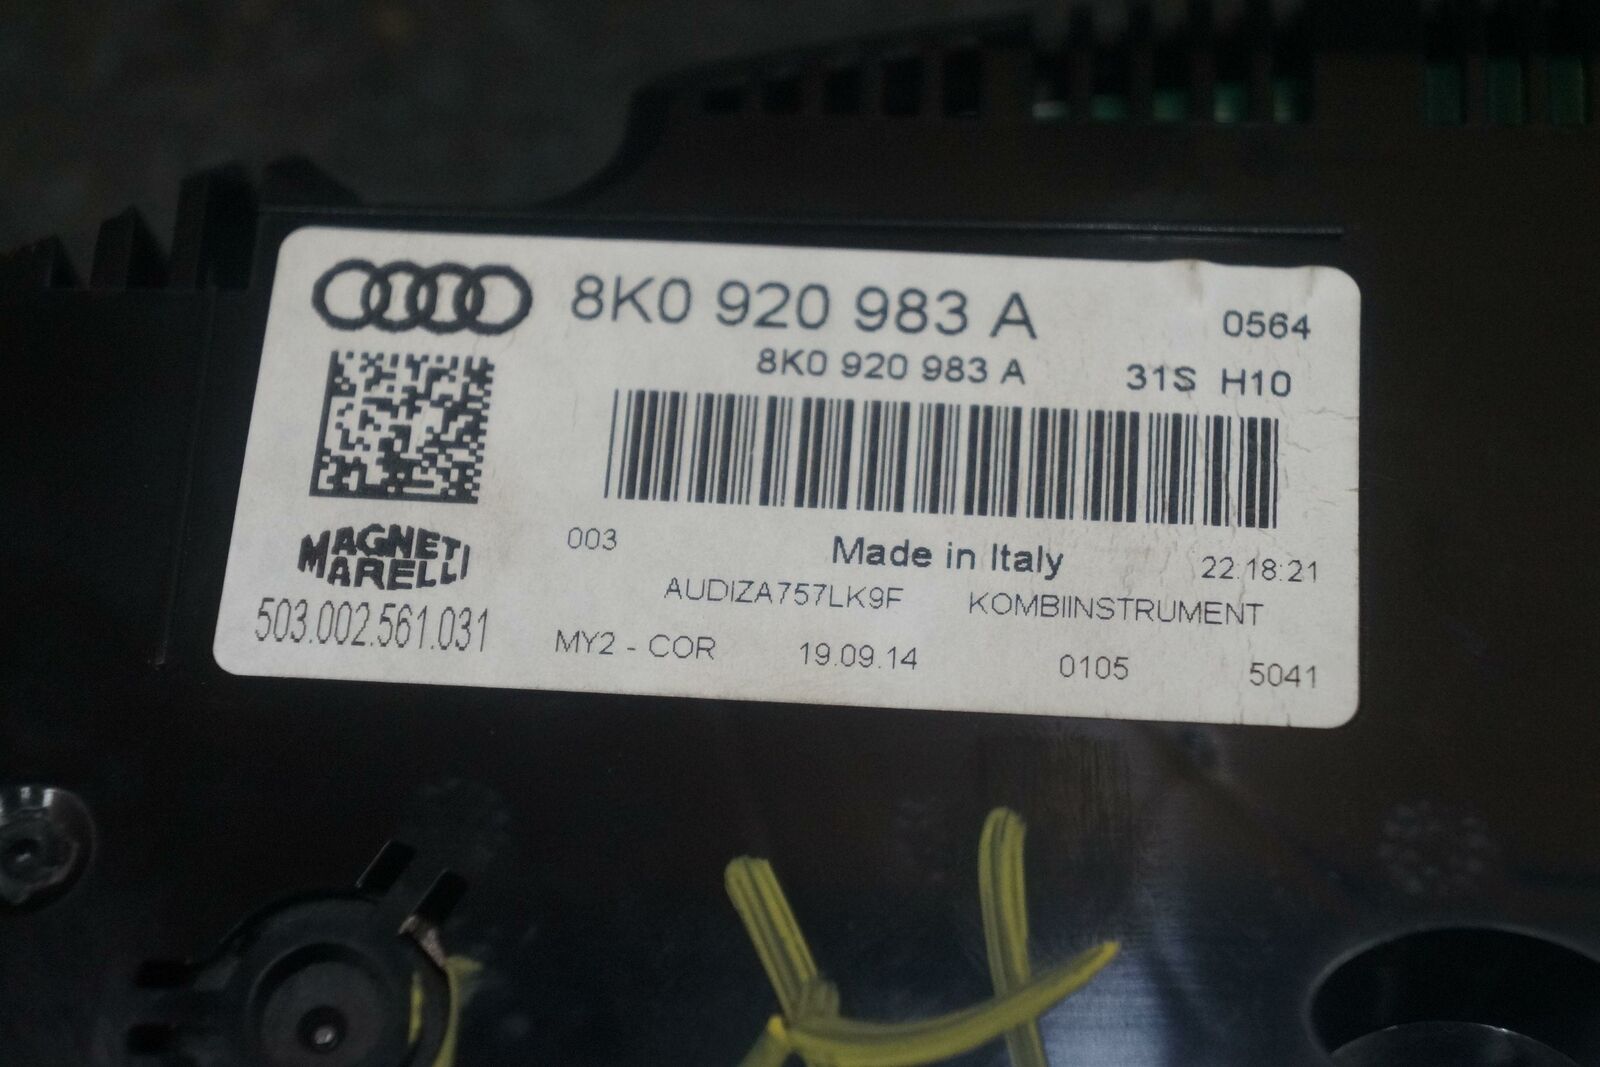 8K0 920 983 A 0564
8K0 920 983 A 31S H10
MAGNETI
MARELLI
503.002.561.031
003 Made in Italy 22:18:21
AUDIZA757LK9F KOMBIINSTRUMENT
MY2 - COR 19.09.14 0105 5041